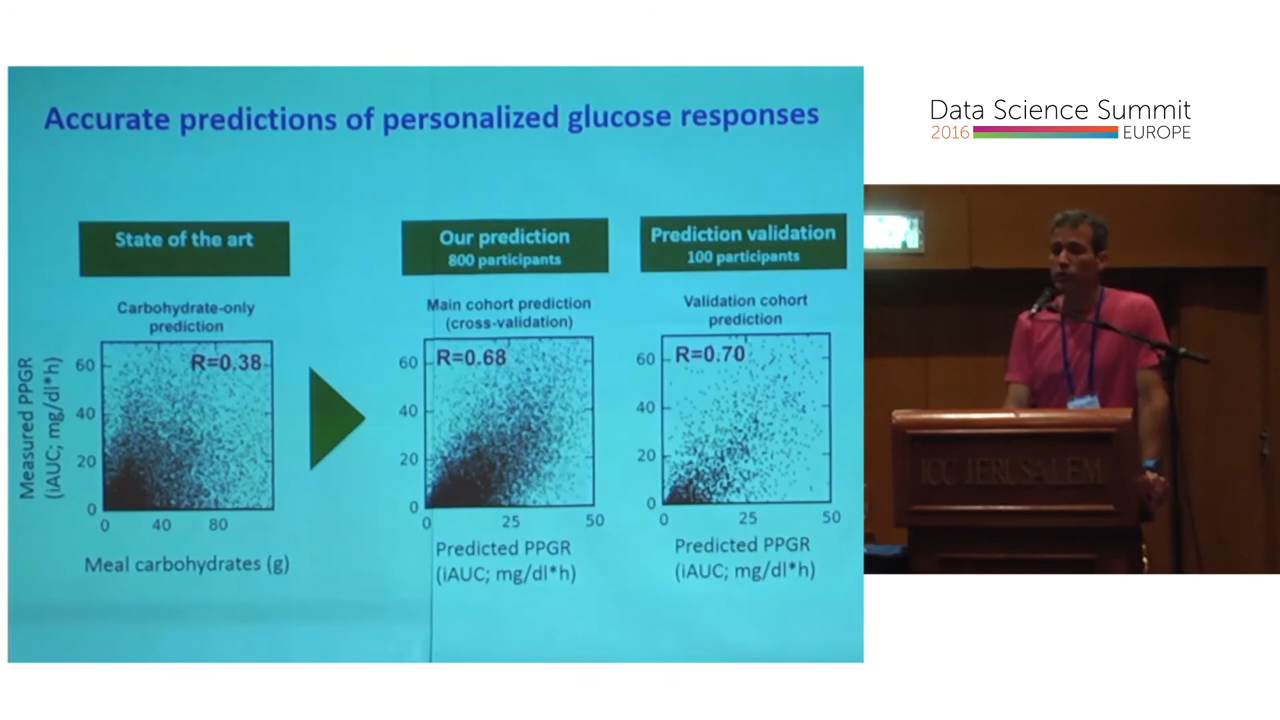 Accurate predictions of personalized glucose responses
State of the art
Our prediction
800 participants
Prediction validation
100 participants
Carbohydrate-only
prediction
Main cohort prediction
(cross-validation)
Validation cohort
prediction
Measured PPGR
(iAUC; mg/dl*h)
R=0.38
60
40
20
0
0 40 80
Meal carbohydrates (g)
R=0.68
60
40
20
0
0 25 50
Predicted PPGR
(iAUC; mg/dl*h)
R=0.70
60
40
20
0
0 25 50
Predicted PPGR
(iAUC; mg/dl*h)
Data Science Summit
2016 EUROPE
ICC JERUSALEM